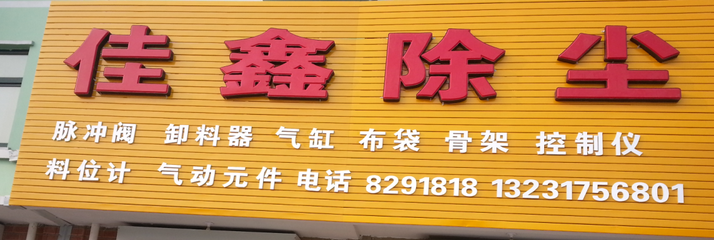 佳鑫除尘
脉冲阀 卸料器 气缸 布袋 骨架 控制仪
料位计 气动元件 电话 8291818 13231756801